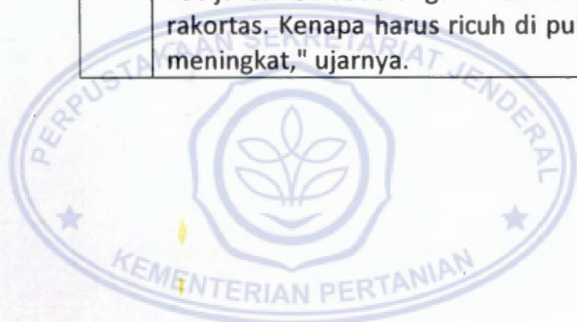 rakortas. Kenapa harus ricuh di pu
meningkat," ujarnya.
PERPUSTAKAAN SEKRETARIAT JENDERAL
KEMENTERIAN PERTANIAN